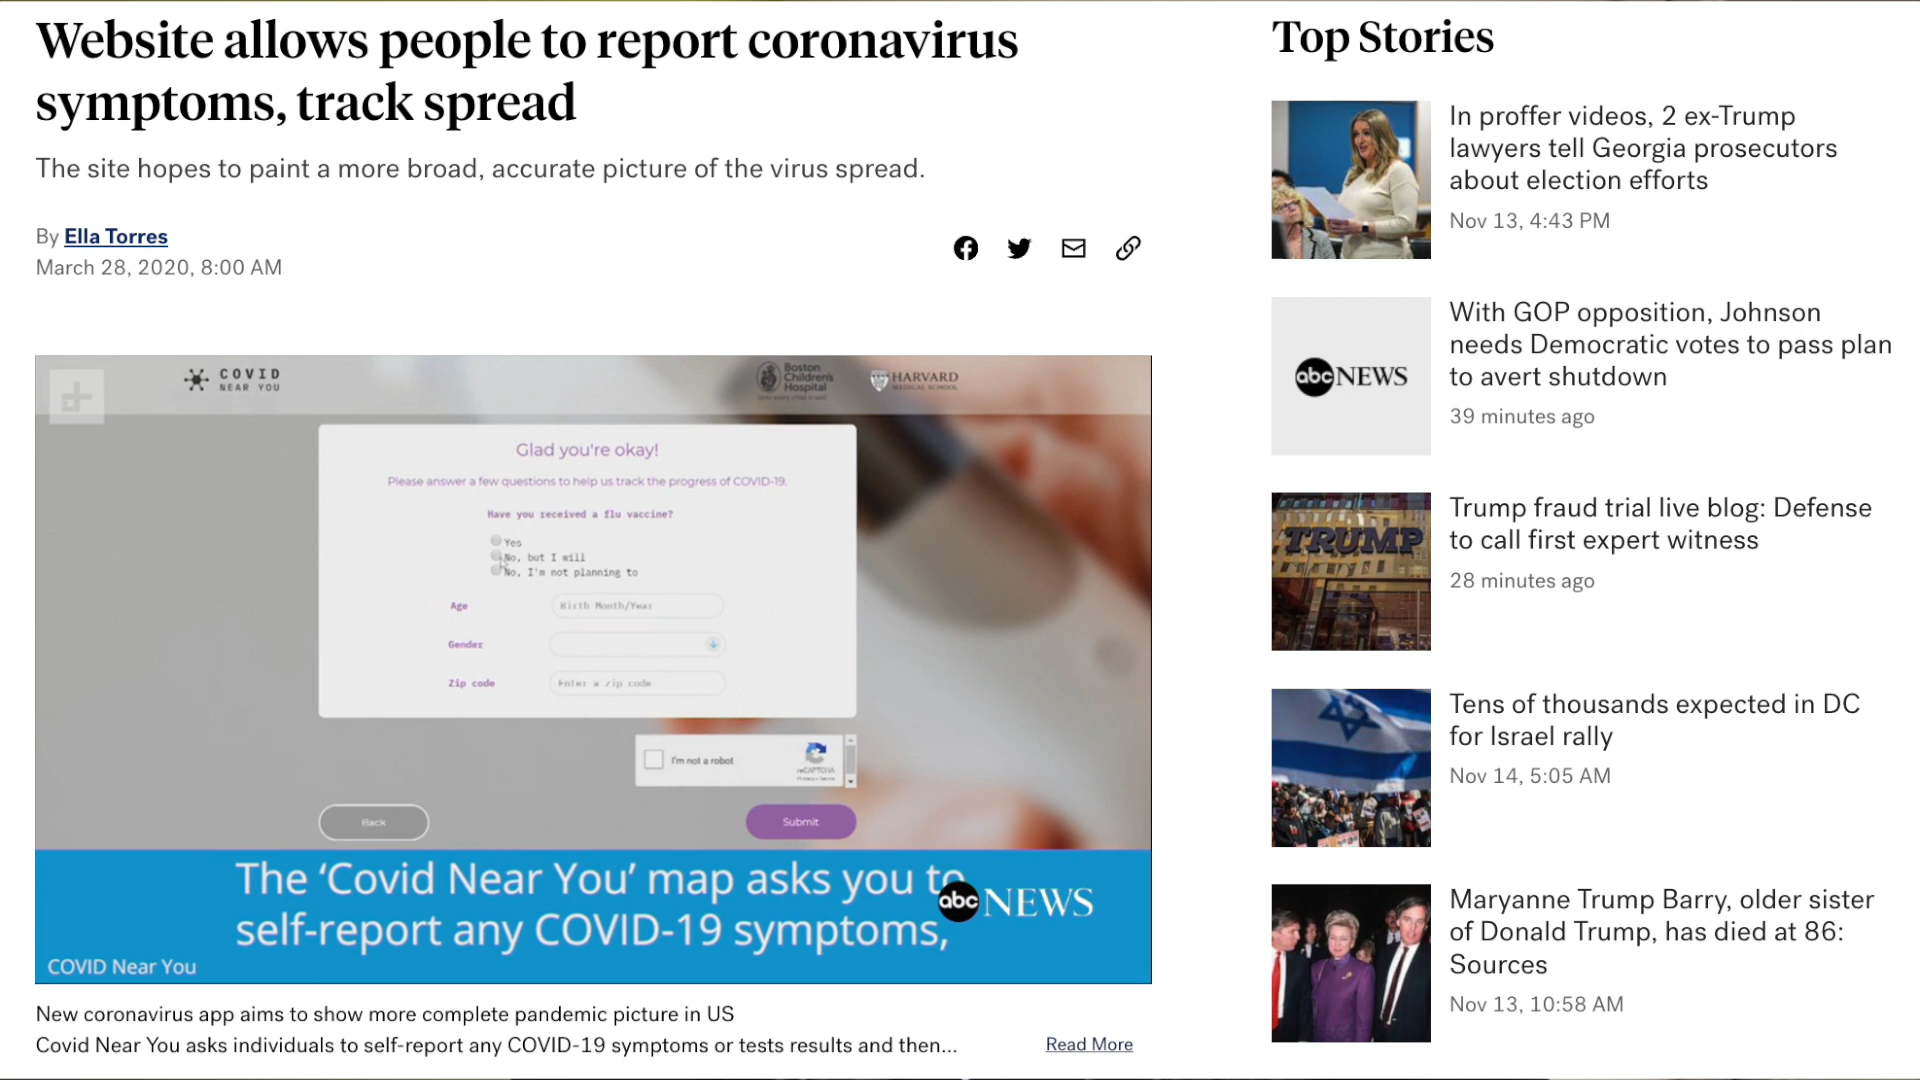 Website allows people to report coronavirus
symptoms, track spread
The site hopes to paint a more broad, accurate picture of the virus spread.
By Ella Torres
March 28, 2020, 8:00 AM
COVID
NEAR YOU
Boston
Children's
Hospital
HARVARD
MEDICAL SCHOOL
Glad you're okay!
Please answer a few questions to help us track the progress of COVID-19.
Have you received a flu vaccine?
Yes
No, but I will
No, I'm not planning to
Age
Birth Month/Year
Gender
Zip code
Enter a zip code
I'm not a robot
reCAPTCHA
Privacy - Terms
Back
Submit
The ‘Covid Near You’ map asks you to
self-report any COVID-19 symptoms,
abc NEWS
COVID Near You
New coronavirus app aims to show more complete pandemic picture in US
Covid Near You asks individuals to self-report any COVID-19 symptoms or tests results and then...
Read More
Top Stories
In proffer videos, 2 ex-Trump
lawyers tell Georgia prosecutors
about election efforts
Nov 13, 4:43 PM
abc NEWS
With GOP opposition, Johnson
needs Democratic votes to pass plan
to avert shutdown
39 minutes ago
TRUMP
Trump fraud trial live blog: Defense
to call first expert witness
28 minutes ago
Tens of thousands expected in DC
for Israel rally
Nov 14, 5:05 AM
Maryanne Trump Barry, older sister
of Donald Trump, has died at 86:
Sources
Nov 13, 10:58 AM